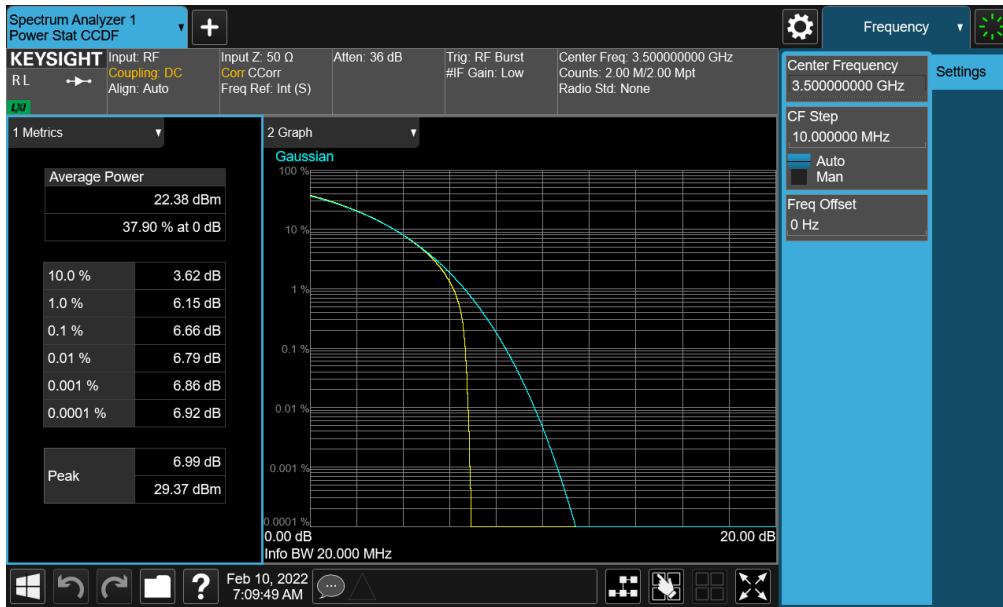 Spectrum Analyzer 1
Power Stat CCDF
Frequency
KEYSIGHT
R L
LXI
Input: RF
Coupling: DC
Align: Auto
Input Z: 50 Ω
Corr CCorr
Freq Ref: Int (S)
Atten: 36 dB
Trig: RF Burst
#IF Gain: Low
Center Freq: 3.500000000 GHz
Counts: 2.00 M/2.00 Mpt
Radio Std: None
Center Frequency
3.500000000 GHz
Settings
CF Step
10.000000 MHz
Auto
Man
Freq Offset
0 Hz
1 Metrics
Average Power
22.38 dBm
37.90 % at 0 dB
10.0 % 3.62 dB
1.0 % 6.15 dB
0.1 % 6.66 dB
0.01 % 6.79 dB
0.001 % 6.86 dB
0.0001 % 6.92 dB
Peak
6.99 dB
29.37 dBm
2 Graph
Gaussian
100 %
10 %
1 %
0.1 %
0.01 %
0.001 %
0.0001 %
0.00 dB 20.00 dB
Info BW 20.000 MHz
?
Feb 10, 2022
7:09:49 AM